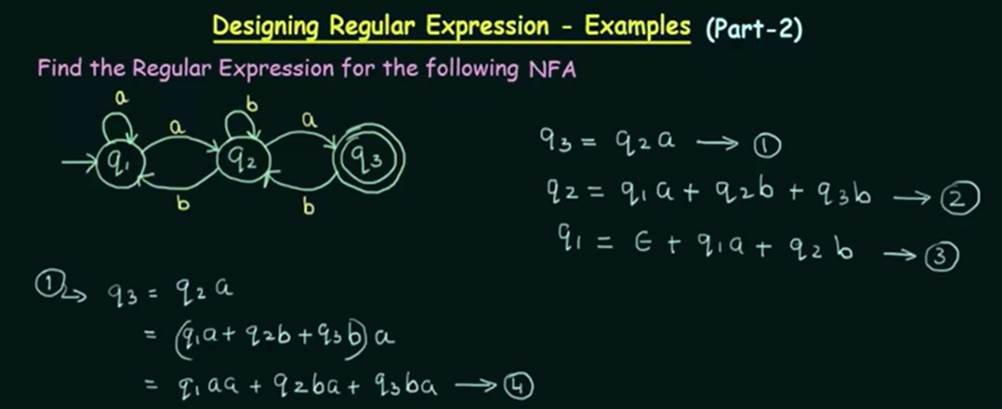 Designing Regular Expression - Examples (Part-2)
Find the Regular Expression for the following NFA
a
b
a
a
q₁
q₂
q₃
b
b
q₃ = q₂a → ①
q₂ = q₁a + q₂b + q₃b → ②
q₁ = ∈ + q₁a + q₂b → ③
①↳ q₃ = q₂a
= (q₁a + q₂b + q₃b)a
= q₁aa + q₂ba + q₃ba → ④